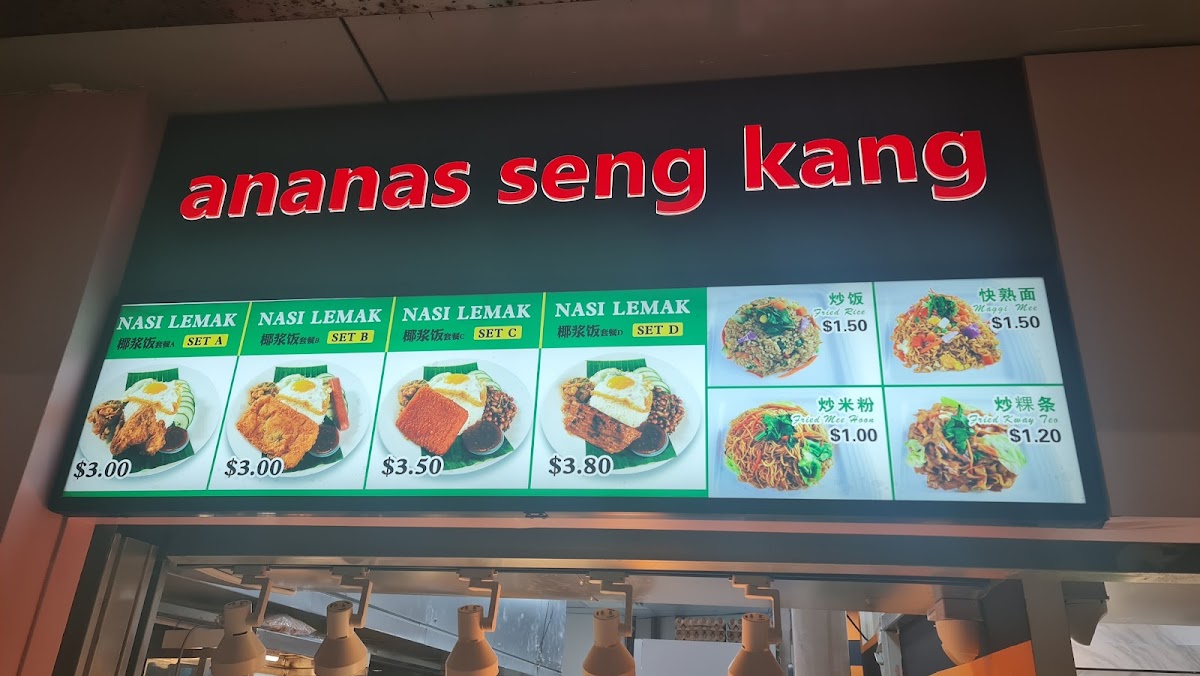 ananas seng kang
NASI LEMAK
椰浆饭套餐A SET A
$3.00
NASI LEMAK
椰浆饭套餐B SET B
$3.00
NASI LEMAK
椰浆饭套餐C SET C
$3.50
NASI LEMAK
椰浆饭套餐D SET D
$3.80
炒饭
Fried Rice
$1.50
快熟面
Maggi Mee
$1.50
炒米粉
Fried Mee Hoon
$1.00
炒粿条
Fried Kway Teo
$1.20